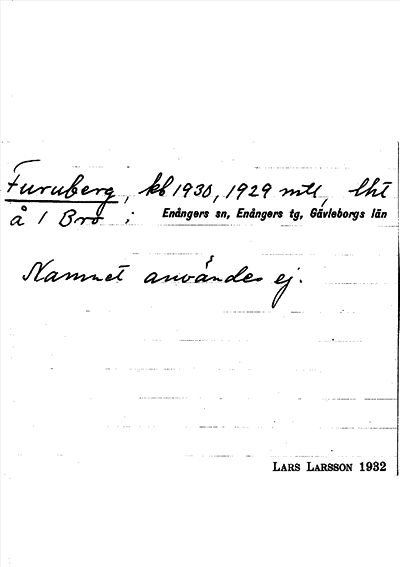 Furuberg, kb 1930, 1929 mtl, lht
å 1 Bro i Enångers sn, Enångers tg, Gävleborgs län
Namnet användes ej.
LARS LARSSON 1932